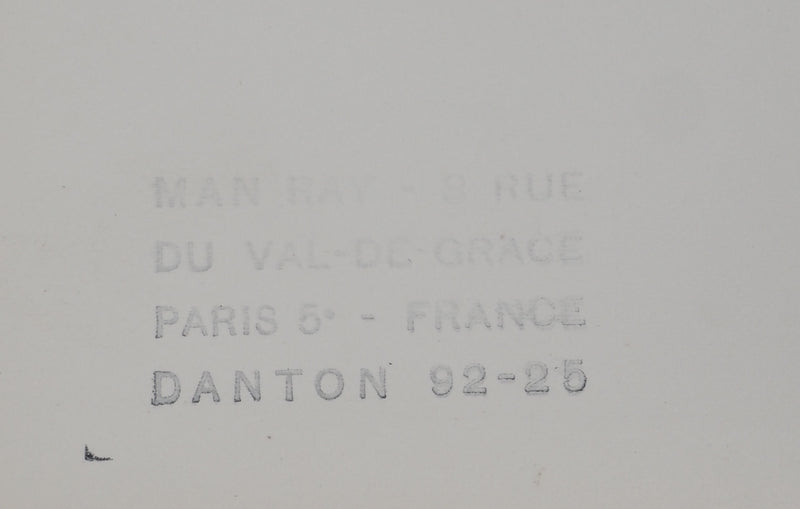 MAN RAY - 8 RUE
DU VAL-DE-GRACE
PARIS 5e - FRANCE
DANTON 92-25